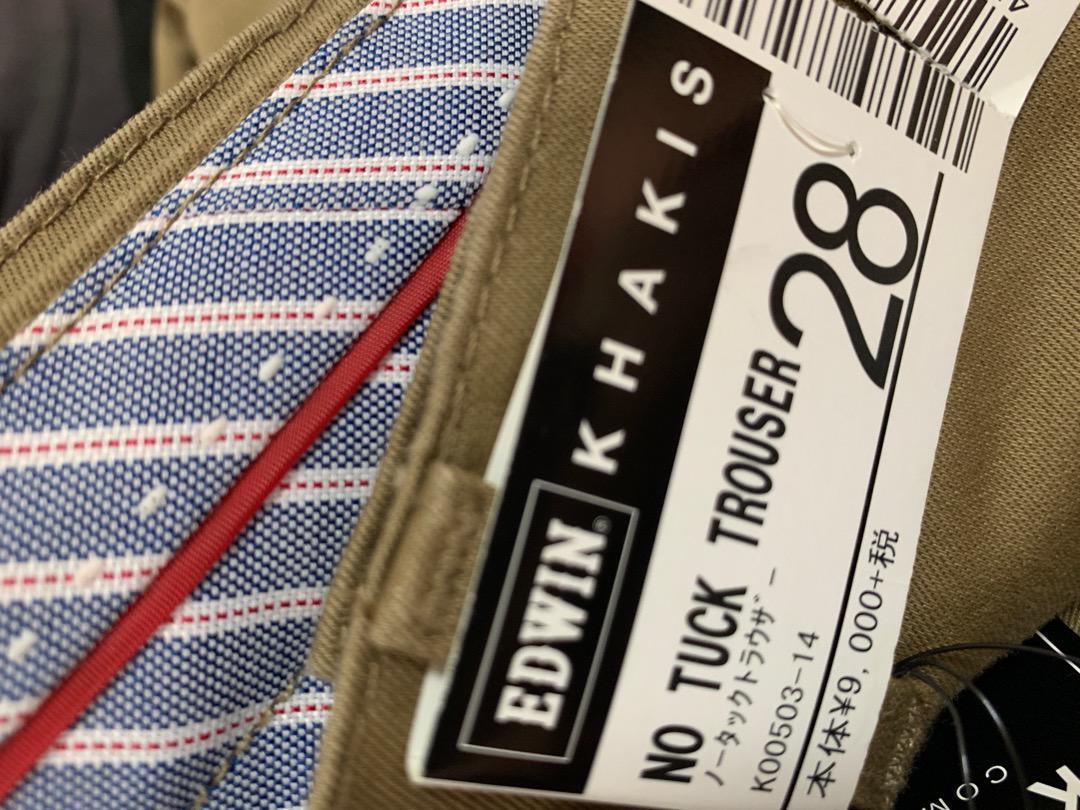 EDWIN® KHAKIS
NO TUCK TROUSER 28
ノータックトラウザー
K00503-14
本体¥9,000+税
COM
K